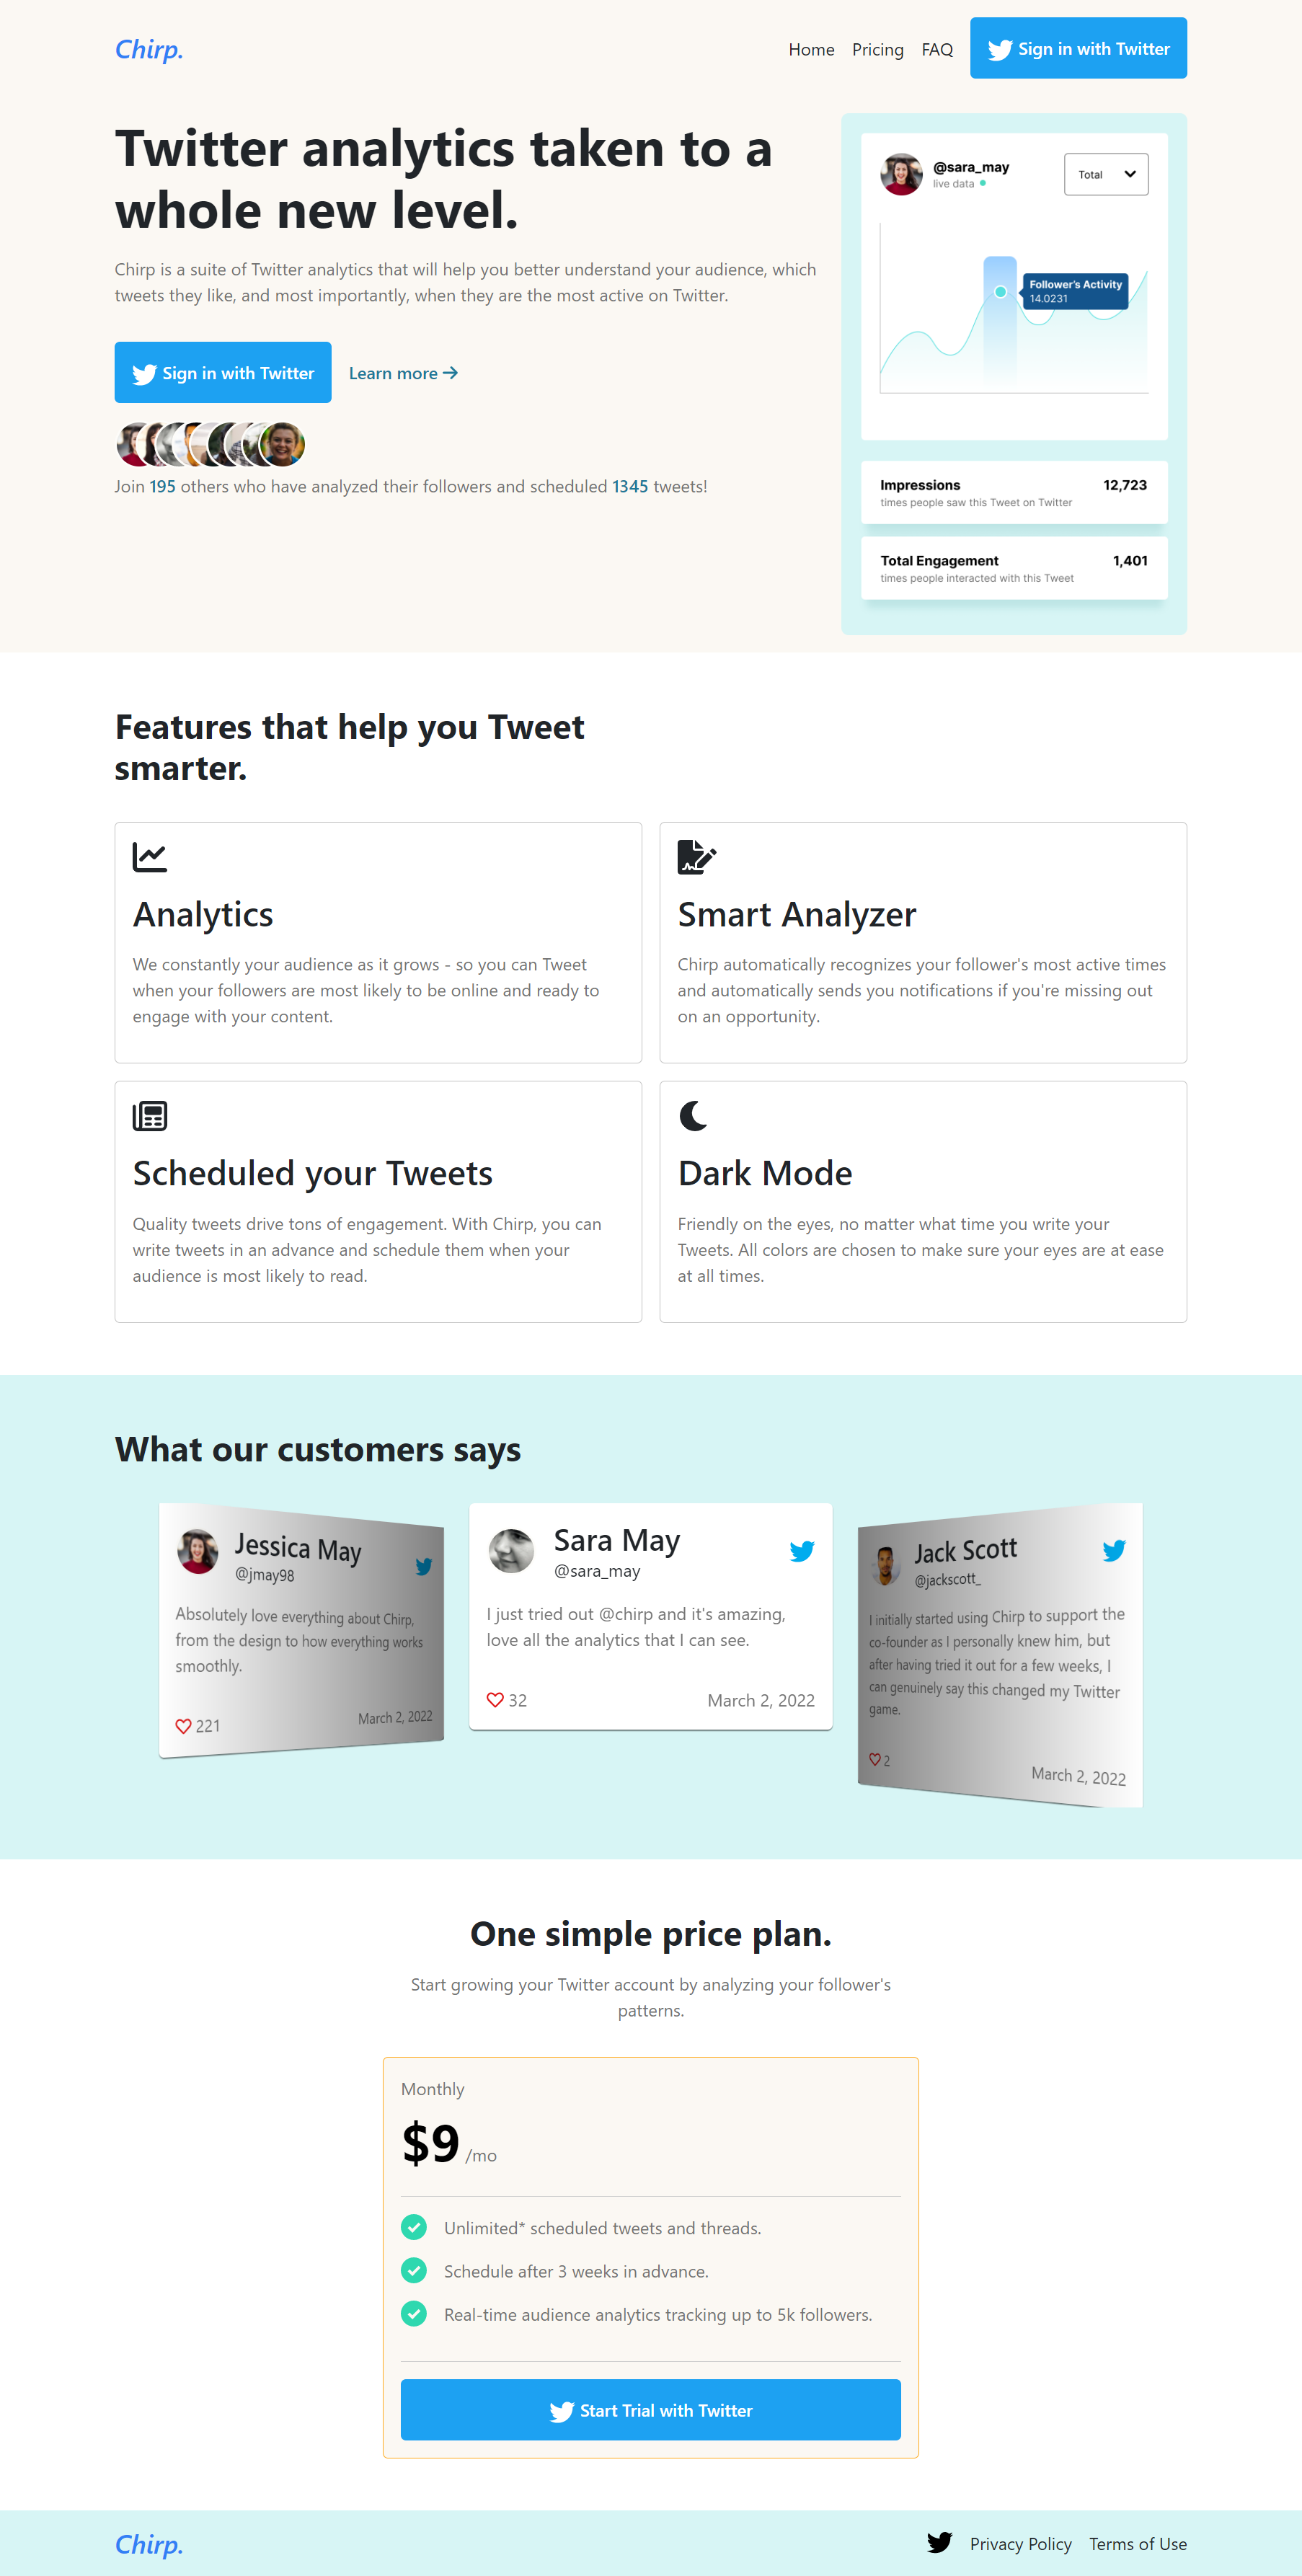 Chirp.
Home Pricing FAQ Sign in with Twitter
Twitter analytics taken to a
whole new level.
Chirp is a suite of Twitter analytics that will help you better understand your audience, which
tweets they like, and most importantly, when they are the most active on Twitter.
Sign in with Twitter Learn more
Join 195 others who have analyzed their followers and scheduled 1345 tweets!
@sara_may
live data
Total
Follower's Activity
14.0231
Impressions 12,723
times people saw this Tweet on Twitter
Total Engagement 1,401
times people interacted with this Tweet
Features that help you Tweet
smarter.
Analytics
We constantly your audience as it grows - so you can Tweet
when your followers are most likely to be online and ready to
engage with your content.
Smart Analyzer
Chirp automatically recognizes your follower's most active times
and automatically sends you notifications if you're missing out
on an opportunity.
Scheduled your Tweets
Quality tweets drive tons of engagement. With Chirp, you can
write tweets in an advance and schedule them when your
audience is most likely to read.
Dark Mode
Friendly on the eyes, no matter what time you write your
Tweets. All colors are chosen to make sure your eyes are at ease
at all times.
What our customers says
Jessica May
@jmay98
Absolutely love everything about Chirp,
from the design to how everything works
smoothly.
221 March 2, 2022
Sara May
@sara_may
I just tried out @chirp and it's amazing,
love all the analytics that I can see.
32 March 2, 2022
Jack Scott
@jackscott_
I initially started using Chirp to support the
co-founder as I personally knew him, but
after having tried it out for a few weeks, I
can genuinely say this changed my Twitter
game.
2 March 2, 2022
One simple price plan.
Start growing your Twitter account by analyzing your follower's
patterns.
Monthly
$9 /mo
Unlimited* scheduled tweets and threads.
Schedule after 3 weeks in advance.
Real-time audience analytics tracking up to 5k followers.
Start Trial with Twitter
Chirp.
Privacy Policy Terms of Use